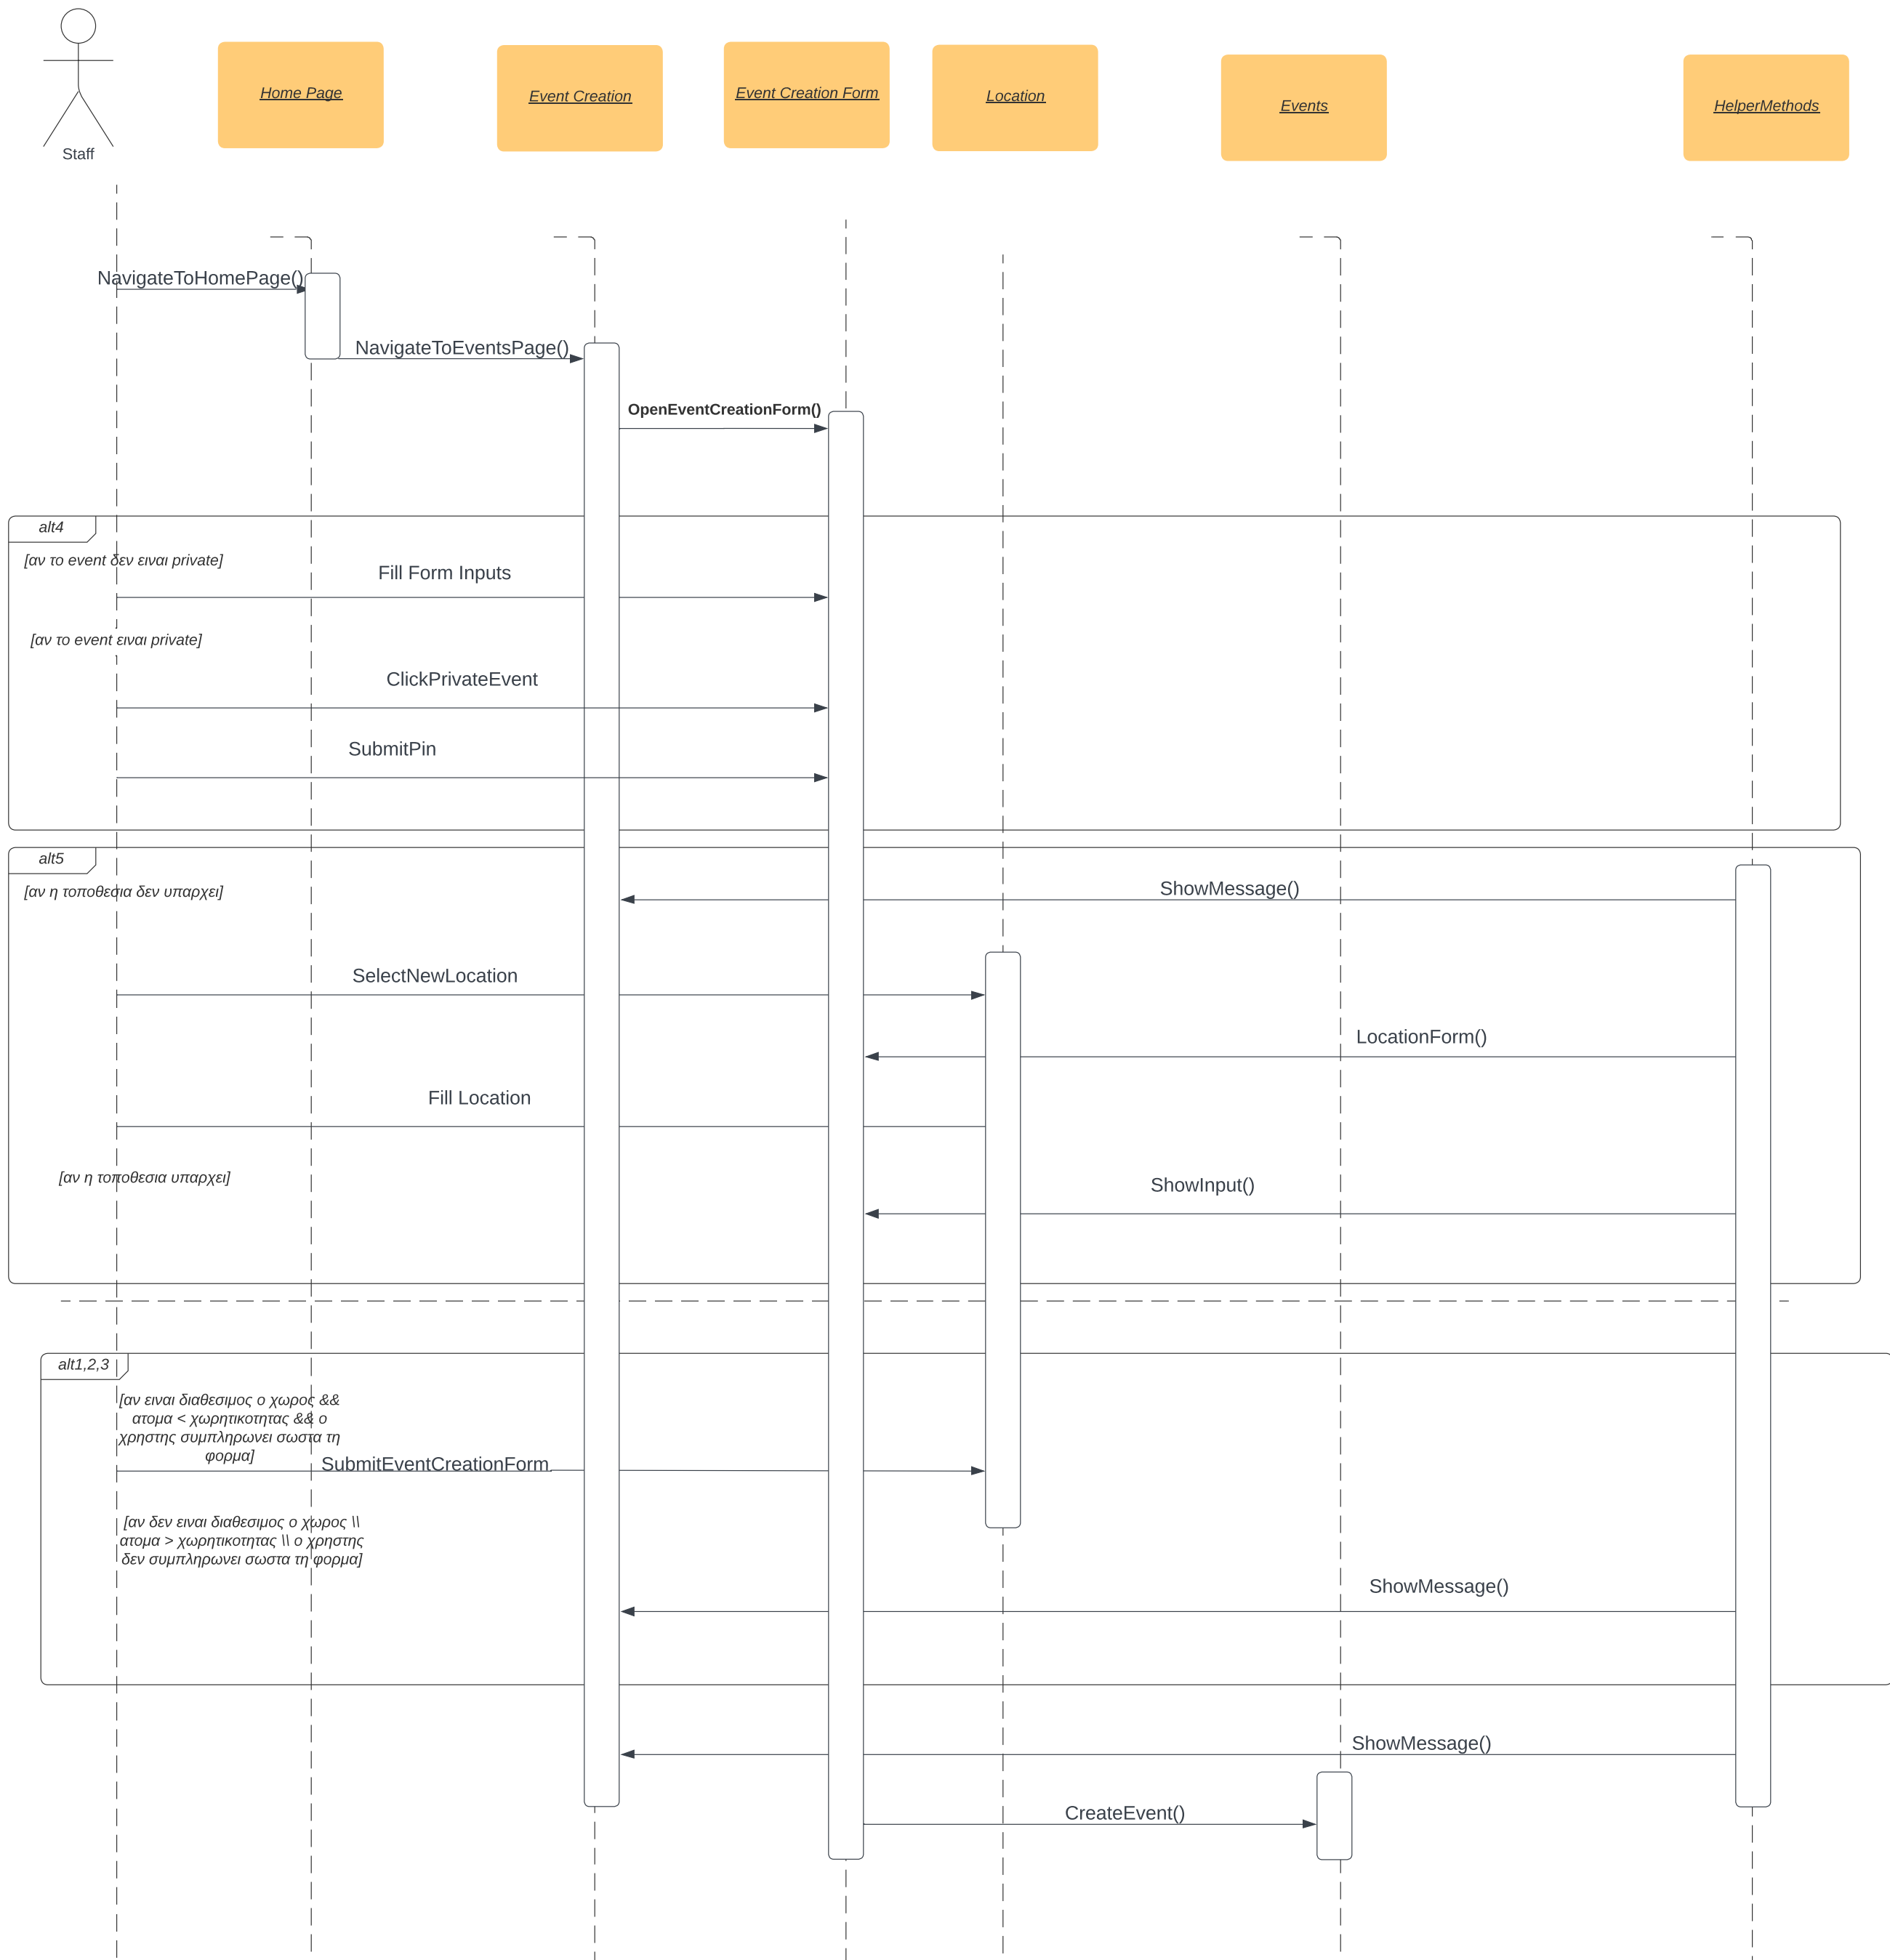 Staff
Home Page
Event Creation
Event Creation Form
Location
Events
HelperMethods
NavigateToHomePage()
NavigateToEventsPage()
OpenEventCreationForm()
alt4
[αν το event δεν ειναι private]
Fill Form Inputs
[αν το event ειναι private]
ClickPrivateEvent
SubmitPin
alt5
[αν η τοποθεσια δεν υπαρχει]
ShowMessage()
SelectNewLocation
LocationForm()
Fill Location
[αν η τοποθεσια υπαρχει]
ShowInput()
alt1,2,3
[αν ειναι διαθεσιμος ο χωρος &&
ατομα < χωρητικοτητας && ο
χρηστης συμπληρωνει σωστα τη
φορμα]
SubmitEventCreationForm
[αν δεν ειναι διαθεσιμος ο χωρος \\
ατομα > χωρητικοτητας \\ ο χρηστης
δεν συμπληρωνει σωστα τη φορμα]
ShowMessage()
ShowMessage()
CreateEvent()